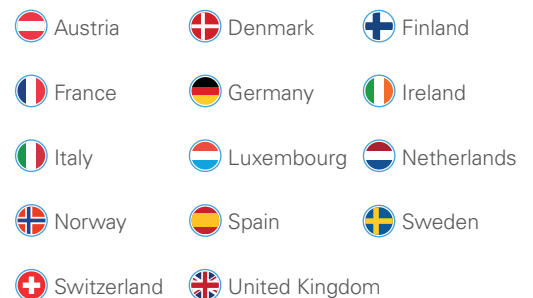 Austria Denmark Finland
France Germany Ireland
Italy Luxembourg Netherlands
Norway Spain Sweden
Switzerland United Kingdom